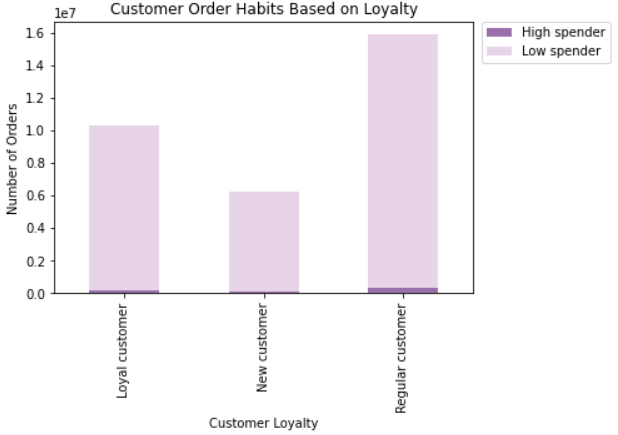 Customer Order Habits Based on Loyalty
1e7
High spender
Low spender
1.6
1.4
1.2
1.0
0.8
0.6
0.4
0.2
0.0
Number of Orders
Loyal customer
New customer
Regular customer
Customer Loyalty